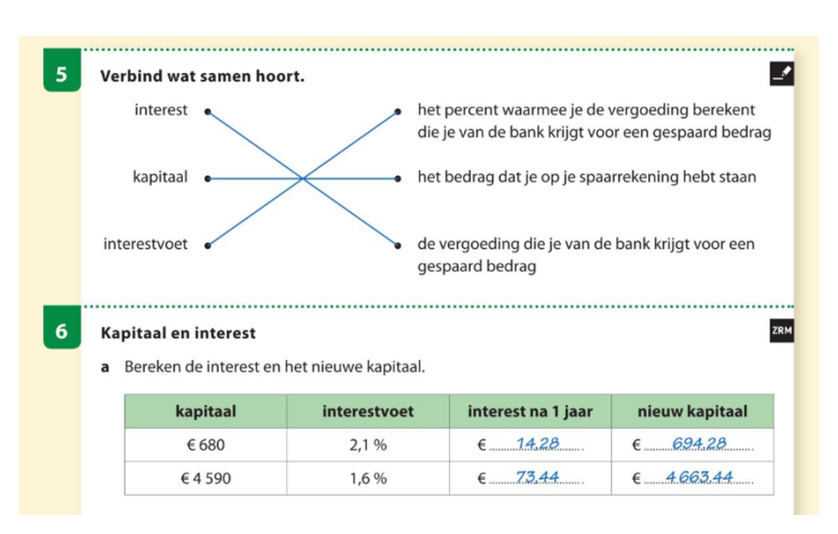 5
Verbind wat samen hoort.
interest
het percent waarmee je de vergoeding berekent
die je van de bank krijgt voor een gespaard bedrag
kapitaal
het bedrag dat je op je spaarrekening hebt staan
interestvoet
de vergoeding die je van de bank krijgt voor een
gespaard bedrag
6
Kapitaal en interest
ZRM
a Bereken de interest en het nieuwe kapitaal.
kapitaal interestvoet interest na 1 jaar nieuw kapitaal
€ 680 2,1 % € 14,28 € 694,28
€ 4 590 1,6 % € 73,44 € 4 663,44